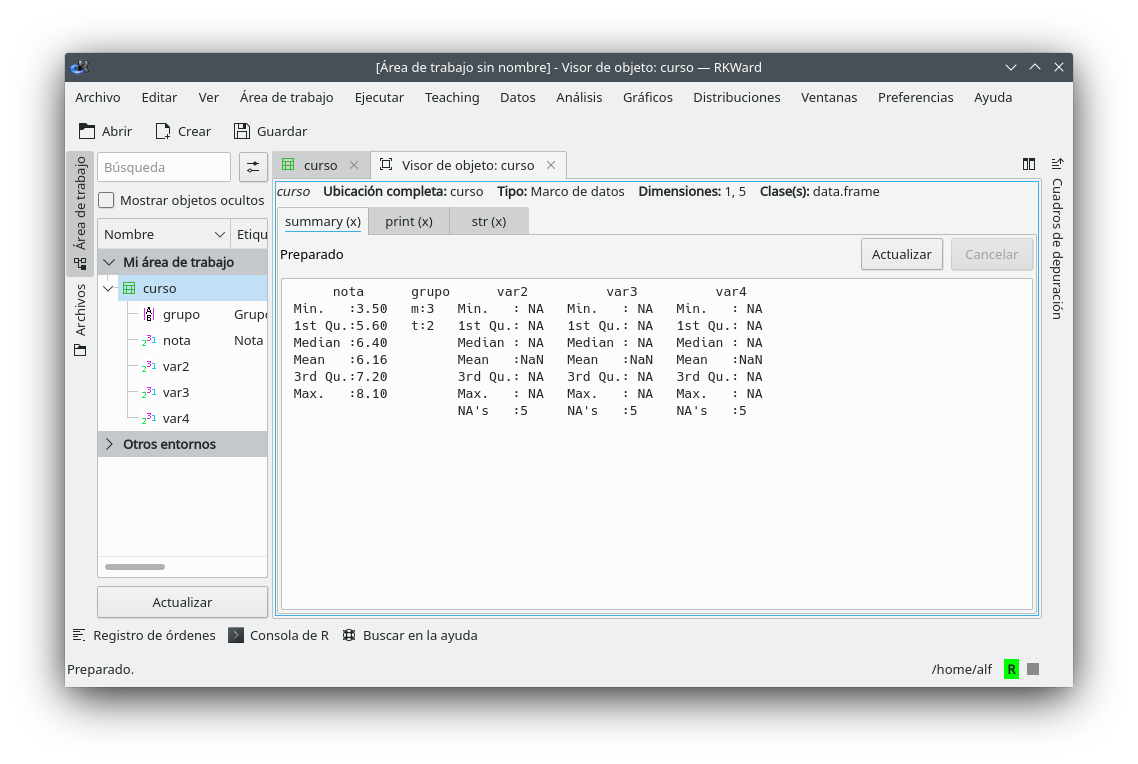 [Área de trabajo sin nombre] - Visor de objeto: curso — RKWard
Archivo Editar Ver Área de trabajo Ejecutar Teaching Datos Análisis Gráficos Distribuciones Ventanas Preferencias Ayuda
Abrir Crear Guardar
Área de trabajo
Archivos
Búsqueda
Mostrar objetos ocultos
Nombre Etiqu
Mi área de trabajo
curso
grupo Grupo
nota Nota
var2
var3
var4
Otros entornos
Actualizar
curso Visor de objeto: curso
curso Ubicación completa: curso Tipo: Marco de datos Dimensiones: 1, 5 Clase(s): data.frame
summary (x) print (x) str (x)
Preparado Actualizar Cancelar
nota grupo var2 var3 var4
Min. :3.50 m:3 Min. : NA Min. : NA Min. : NA
1st Qu.:5.60 t:2 1st Qu.: NA 1st Qu.: NA 1st Qu.: NA
Median :6.40 Median : NA Median : NA Median : NA
Mean :6.16 Mean :NaN Mean :NaN Mean :NaN
3rd Qu.:7.20 3rd Qu.: NA 3rd Qu.: NA 3rd Qu.: NA
Max. :8.10 Max. : NA Max. : NA Max. : NA
NA's :5 NA's :5 NA's :5
Cuadros de depuración
Registro de órdenes Consola de R Buscar en la ayuda
Preparado. /home/alf R